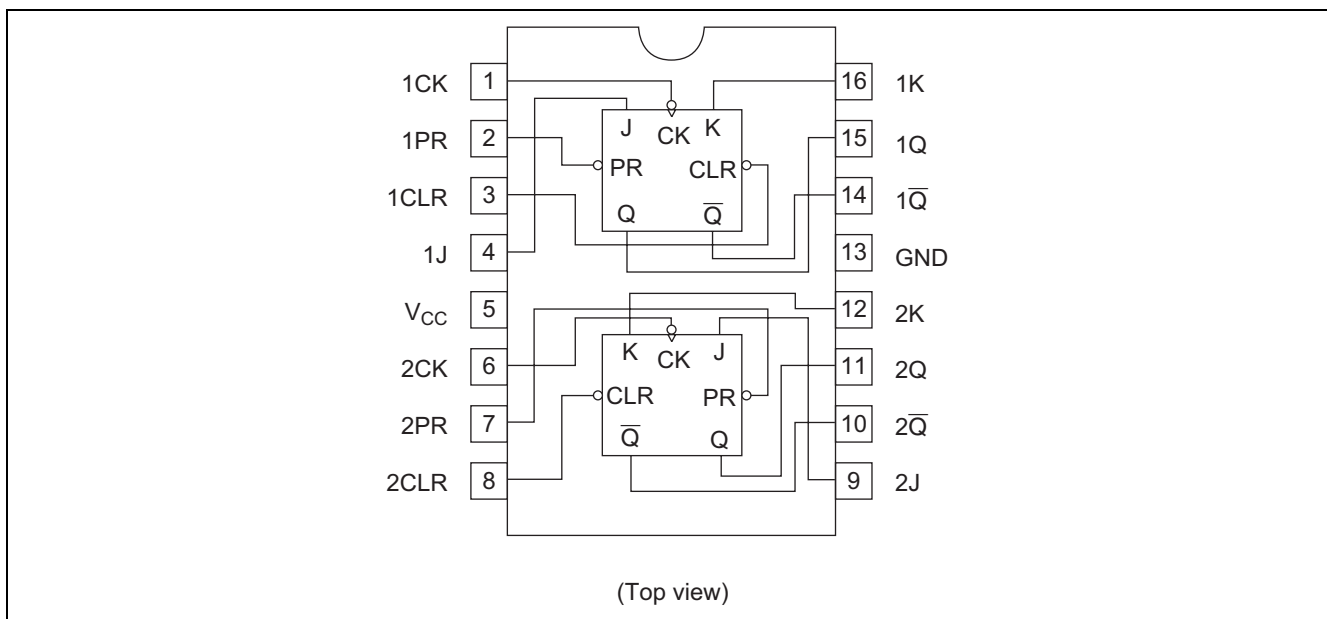 1CK 1 16 1K
J CK K
1PR 2 15 1Q
PR CLR
1CLR 3 14 1Q̅
Q Q̅
1J 4 13 GND
VCC 5 12 2K
K CK J
2CK 6 11 2Q
CLR PR
2PR 7 10 2Q̅
Q̅ Q
2CLR 8 9 2J
(Top view)